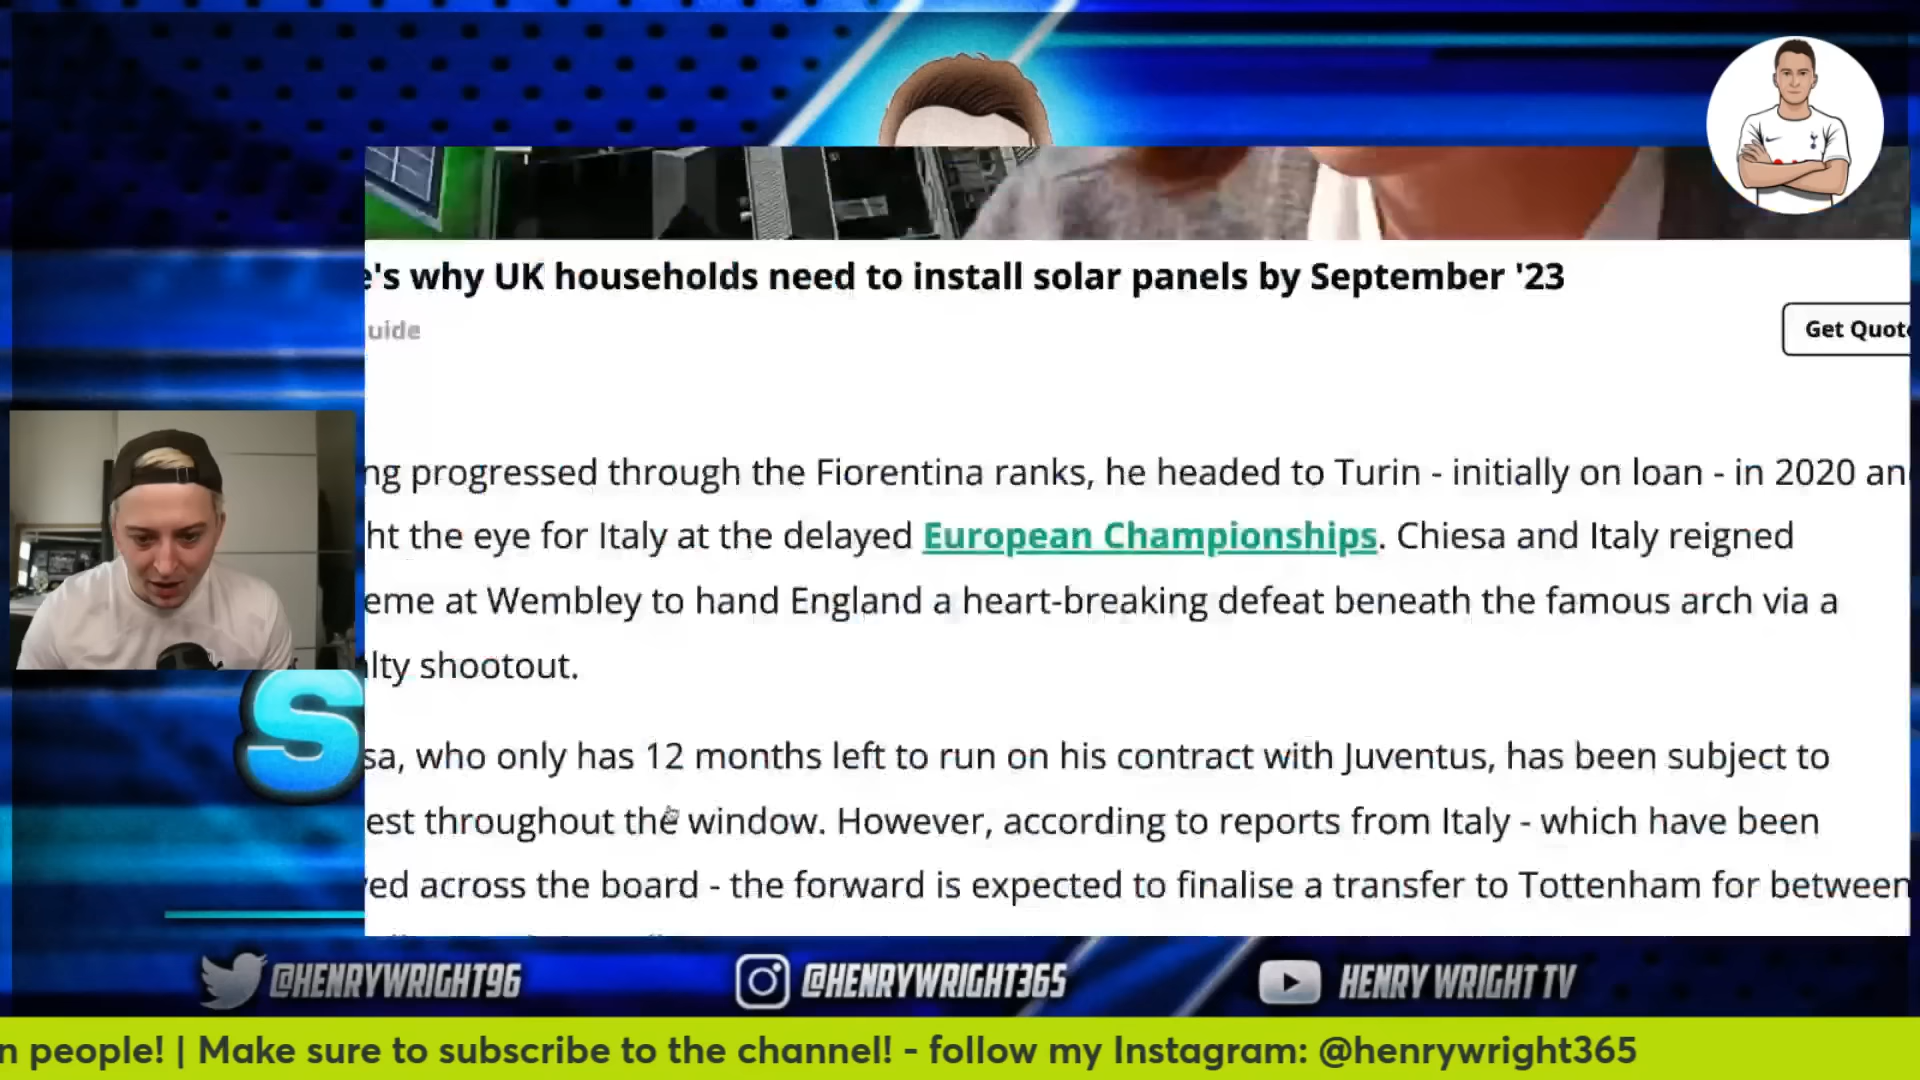 e's why UK households need to install solar panels by September '23
uide
Get Quot
ng progressed through the Fiorentina ranks, he headed to Turin - initially on loan - in 2020 an
ht the eye for Italy at the delayed European Championships. Chiesa and Italy reigned
eme at Wembley to hand England a heart-breaking defeat beneath the famous arch via a
lty shootout.
sa, who only has 12 months left to run on his contract with Juventus, has been subject to
est throughout the window. However, according to reports from Italy - which have been
ed across the board - the forward is expected to finalise a transfer to Tottenham for between
S
@HENRYWRIGHT96
@HENRYWRIGHT365
HENRY WRIGHT TV
n people! | Make sure to subscribe to the channel! - follow my Instagram: @henrywright365